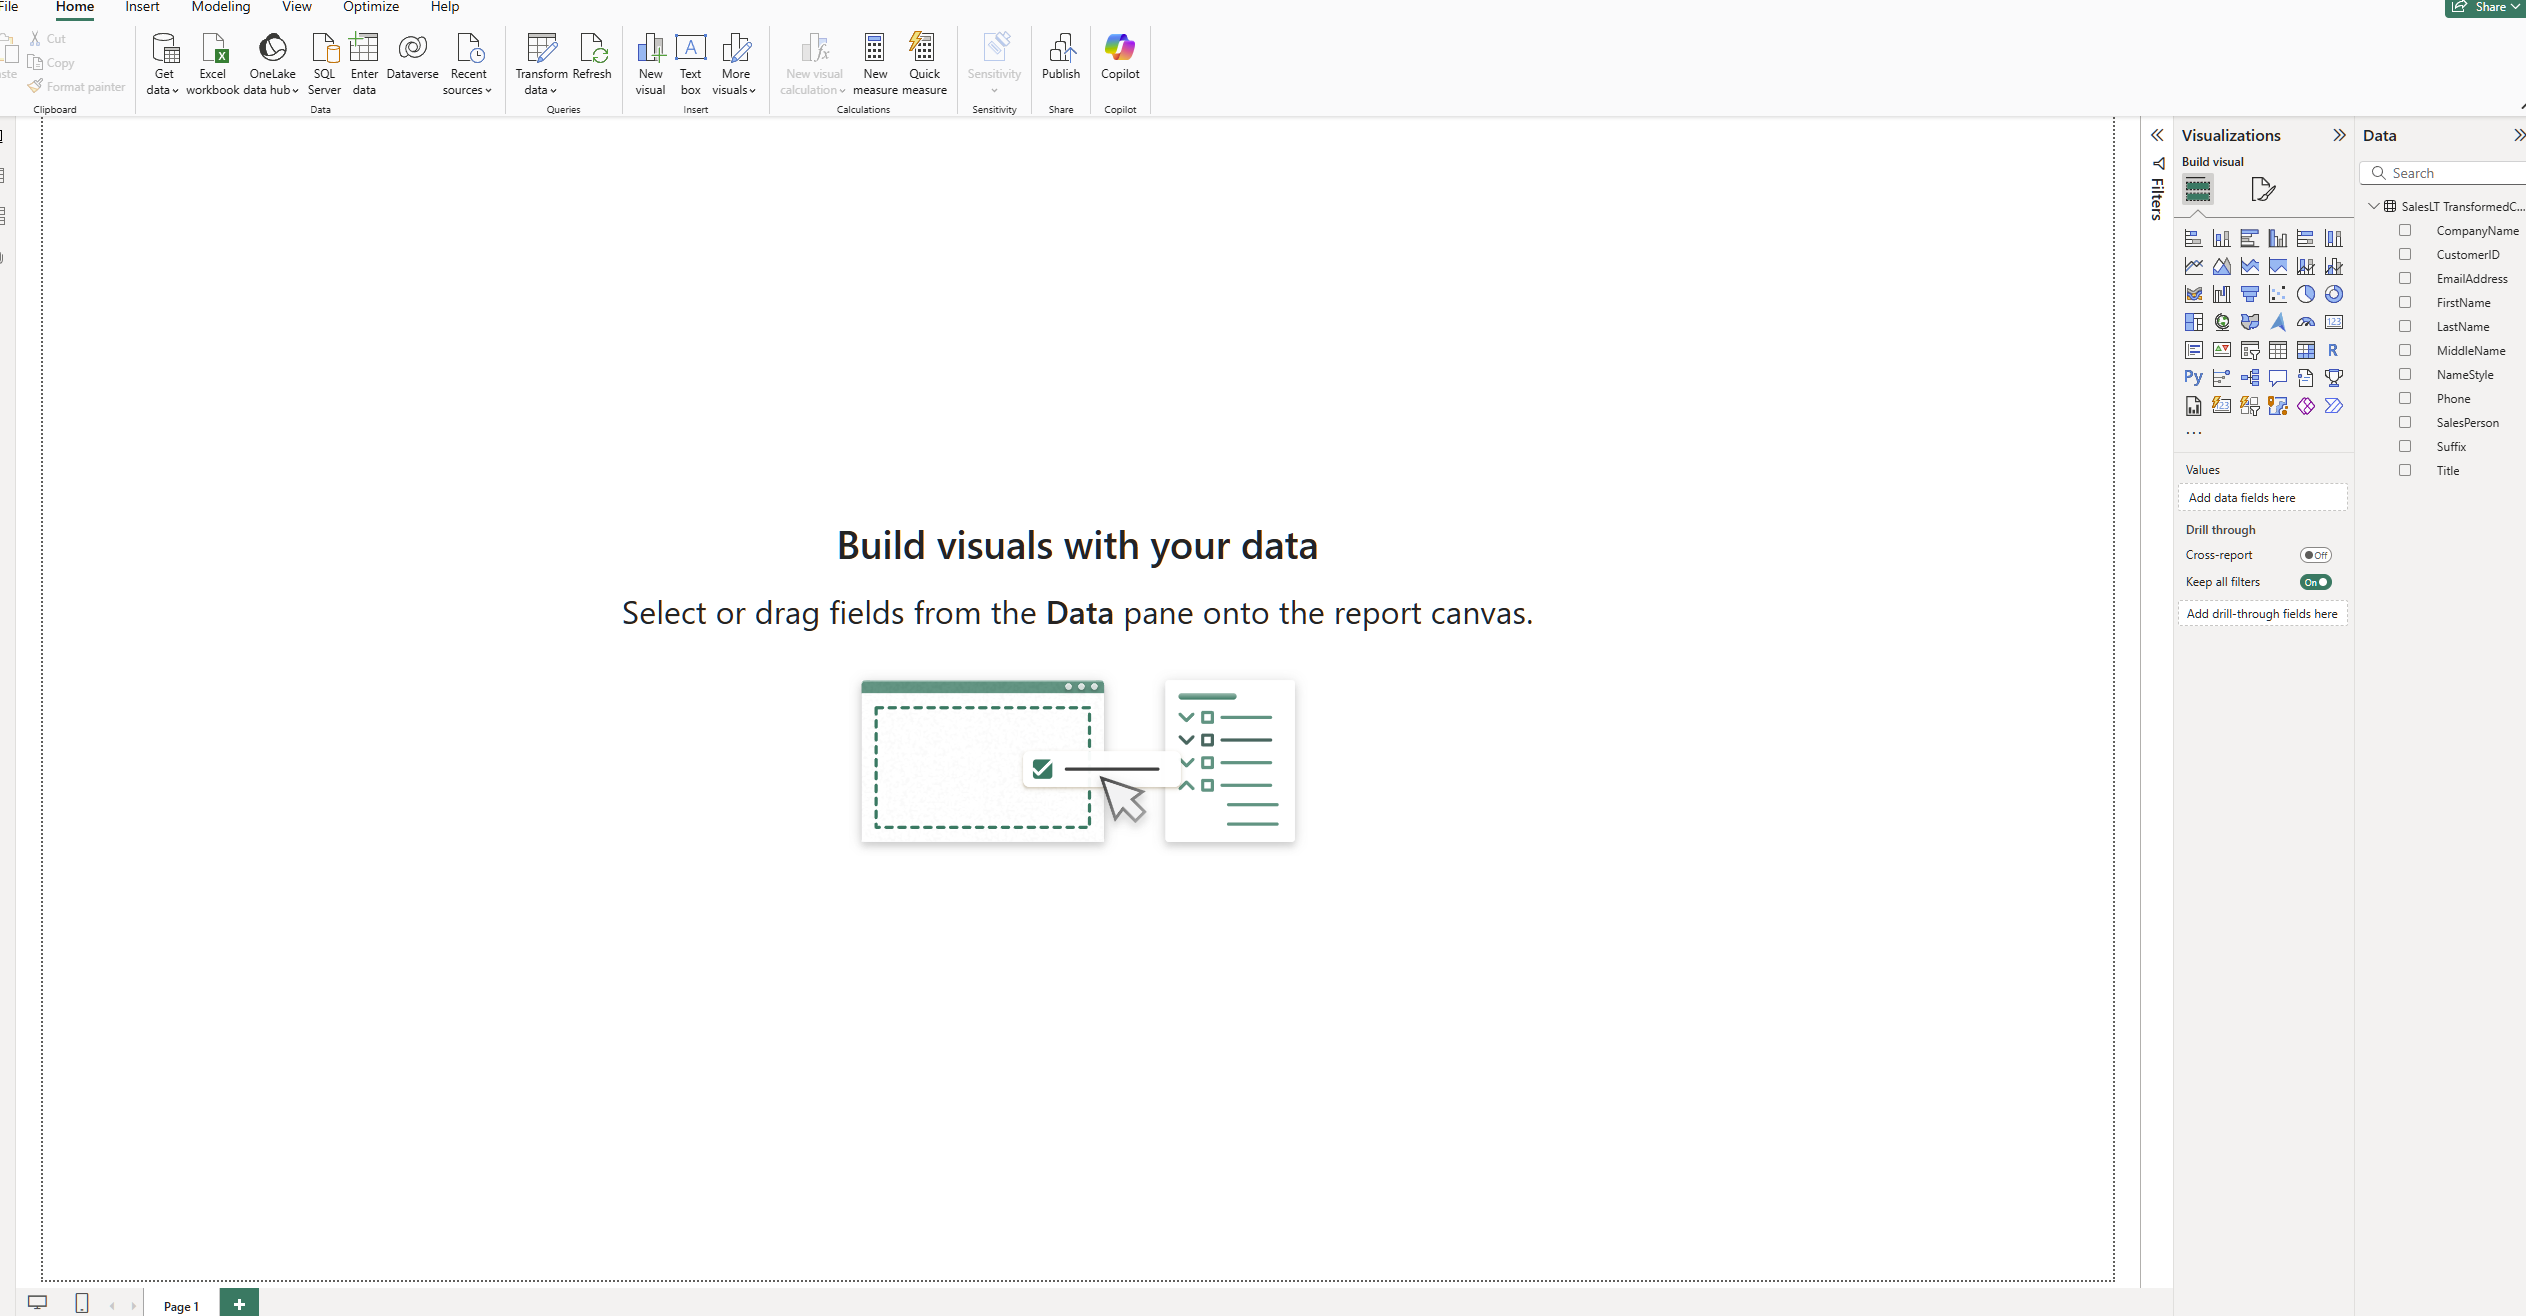 File Home Insert Modeling View Optimize Help
Share
Cut
Copy
Format painter
Clipboard
Get data
Excel workbook
OneLake data hub
SQL Server
Enter data
Dataverse
Recent sources
Data
Transform data
Refresh
Queries
New visual
Text box
More visuals
Insert
New visual calculation
New measure
Quick measure
Calculations
Sensitivity
Sensitivity
Publish
Share
Copilot
Copilot
Build visuals with your data
Select or drag fields from the Data pane onto the report canvas.
Filters
Visualizations
Build visual
R
Py
...
Values
Add data fields here
Drill through
Cross-report Off
Keep all filters On
Add drill-through fields here
Data
Search
SalesLT TransformedC...
CompanyName
CustomerID
EmailAddress
FirstName
LastName
MiddleName
NameStyle
Phone
SalesPerson
Suffix
Title
Page 1